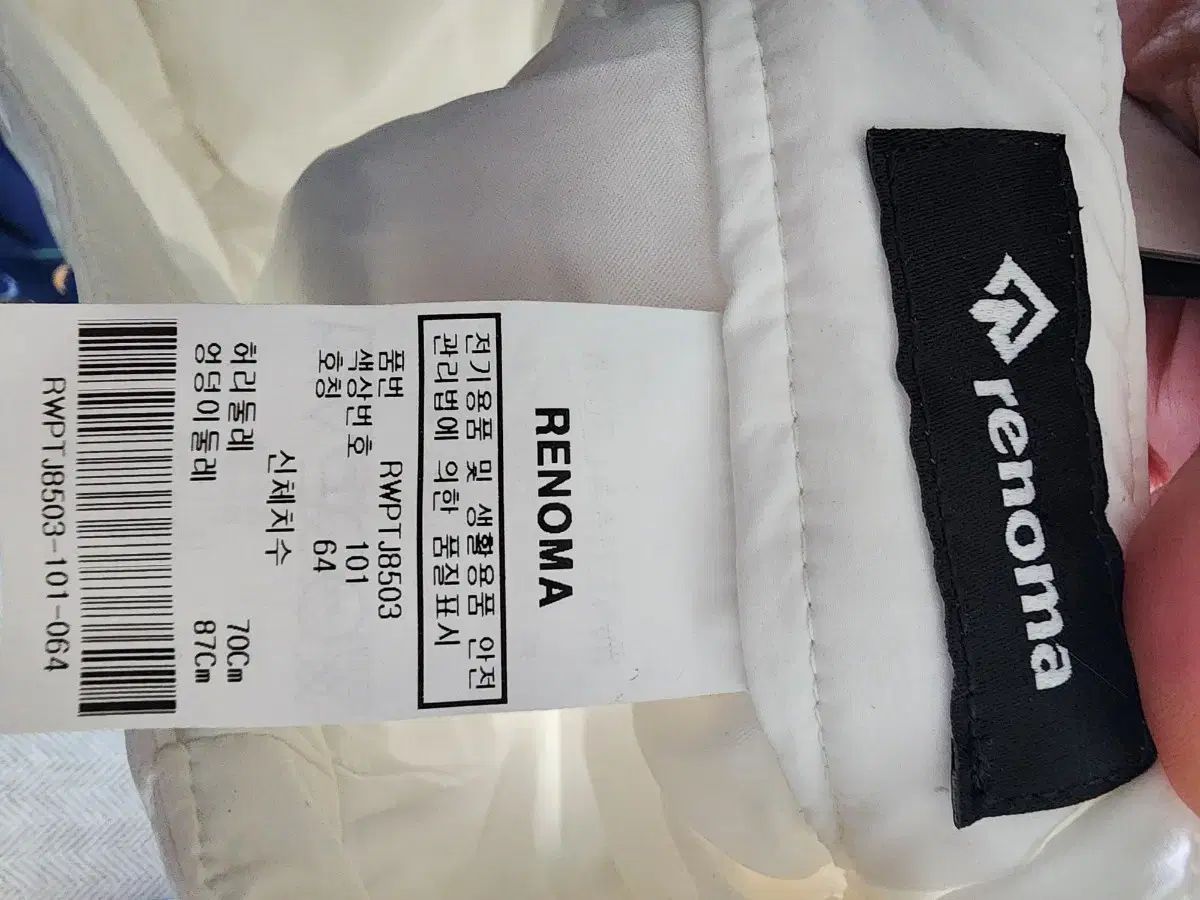 renoma
RENOMA
전기용품 및 생활용품 안전
관리법에 의한 품질표시
품번 RWPTJ8503
색상번호 101
호칭 64
신체치수
허리둘레 70Cm
엉덩이둘레 87Cm
RWPTJ8503-101-064